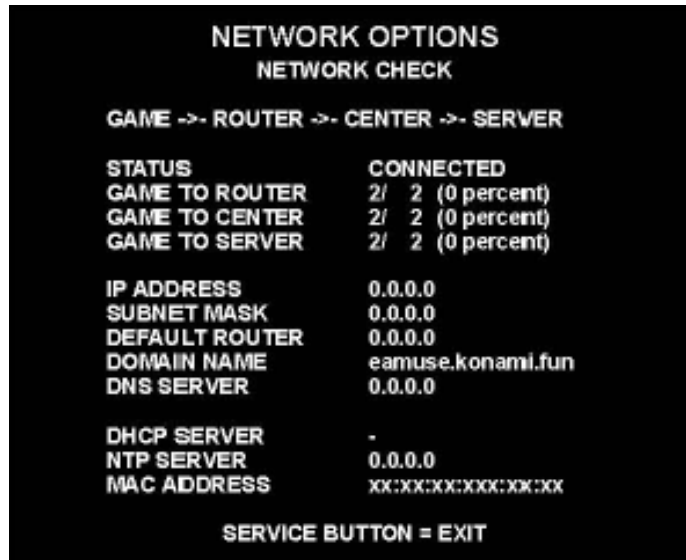 NETWORK OPTIONS
NETWORK CHECK
GAME ->- ROUTER ->- CENTER ->- SERVER
STATUS CONNECTED
GAME TO ROUTER 2/ 2 (0 percent)
GAME TO CENTER 2/ 2 (0 percent)
GAME TO SERVER 2/ 2 (0 percent)
IP ADDRESS 0.0.0.0
SUBNET MASK 0.0.0.0
DEFAULT ROUTER 0.0.0.0
DOMAIN NAME eamuse.konami.fun
DNS SERVER 0.0.0.0
DHCP SERVER -
NTP SERVER 0.0.0.0
MAC ADDRESS xx:xx:xx:xxx:xx:xx
SERVICE BUTTON = EXIT